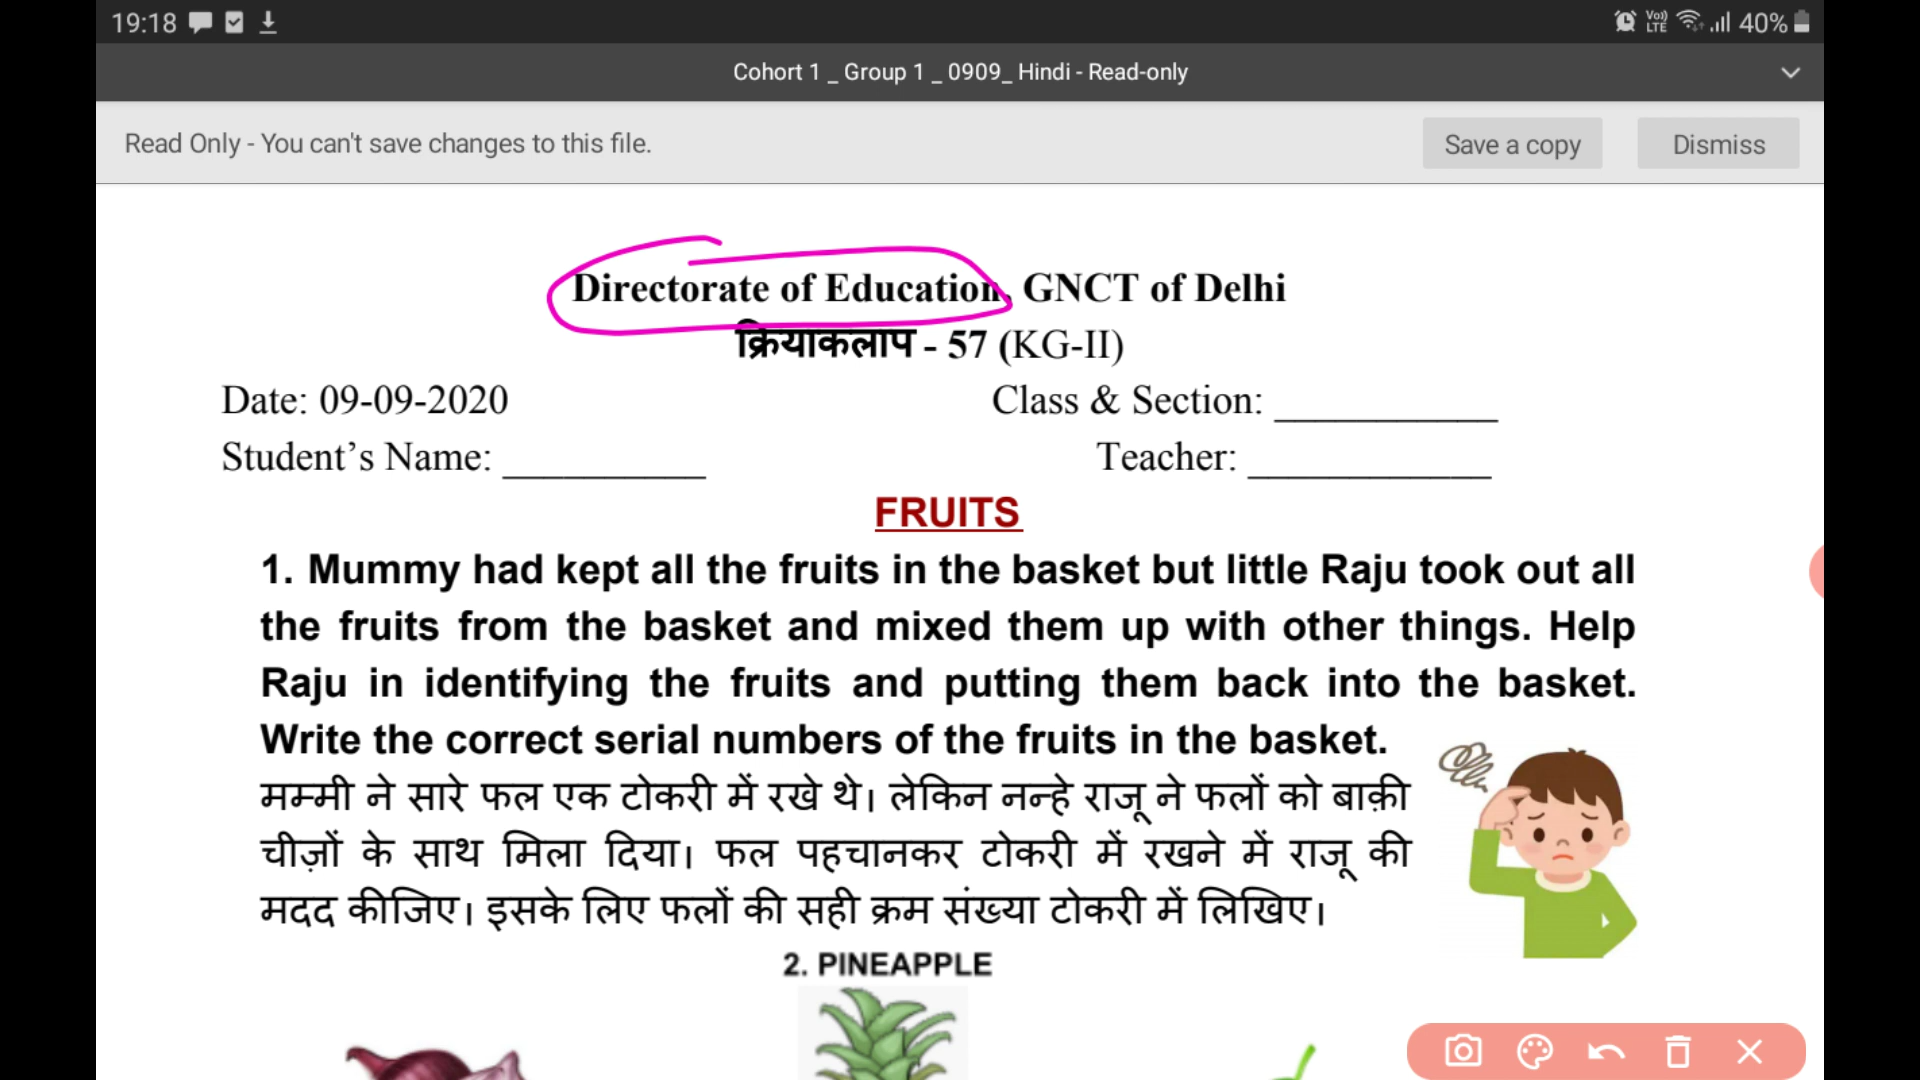 19:18
40%
Cohort 1 _ Group 1 _ 0909_ Hindi - Read-only
Read Only - You can't save changes to this file.
Save a copy
Dismiss
Directorate of Education, GNCT of Delhi
क्रियाकलाप - 57 (KG-II)
Date: 09-09-2020
Class & Section: ___________
Student’s Name: __________
Teacher: ____________
FRUITS
1. Mummy had kept all the fruits in the basket but little Raju took out all
the fruits from the basket and mixed them up with other things. Help
Raju in identifying the fruits and putting them back into the basket.
Write the correct serial numbers of the fruits in the basket.
मम्मी ने सारे फल एक टोकरी में रखे थे। लेकिन नन्हे राजू ने फलों को बाक़ी
चीज़ों के साथ मिला दिया। फल पहचानकर टोकरी में रखने में राजू की
मदद कीजिए। इसके लिए फलों की सही क्रम संख्या टोकरी में लिखिए।
2. PINEAPPLE